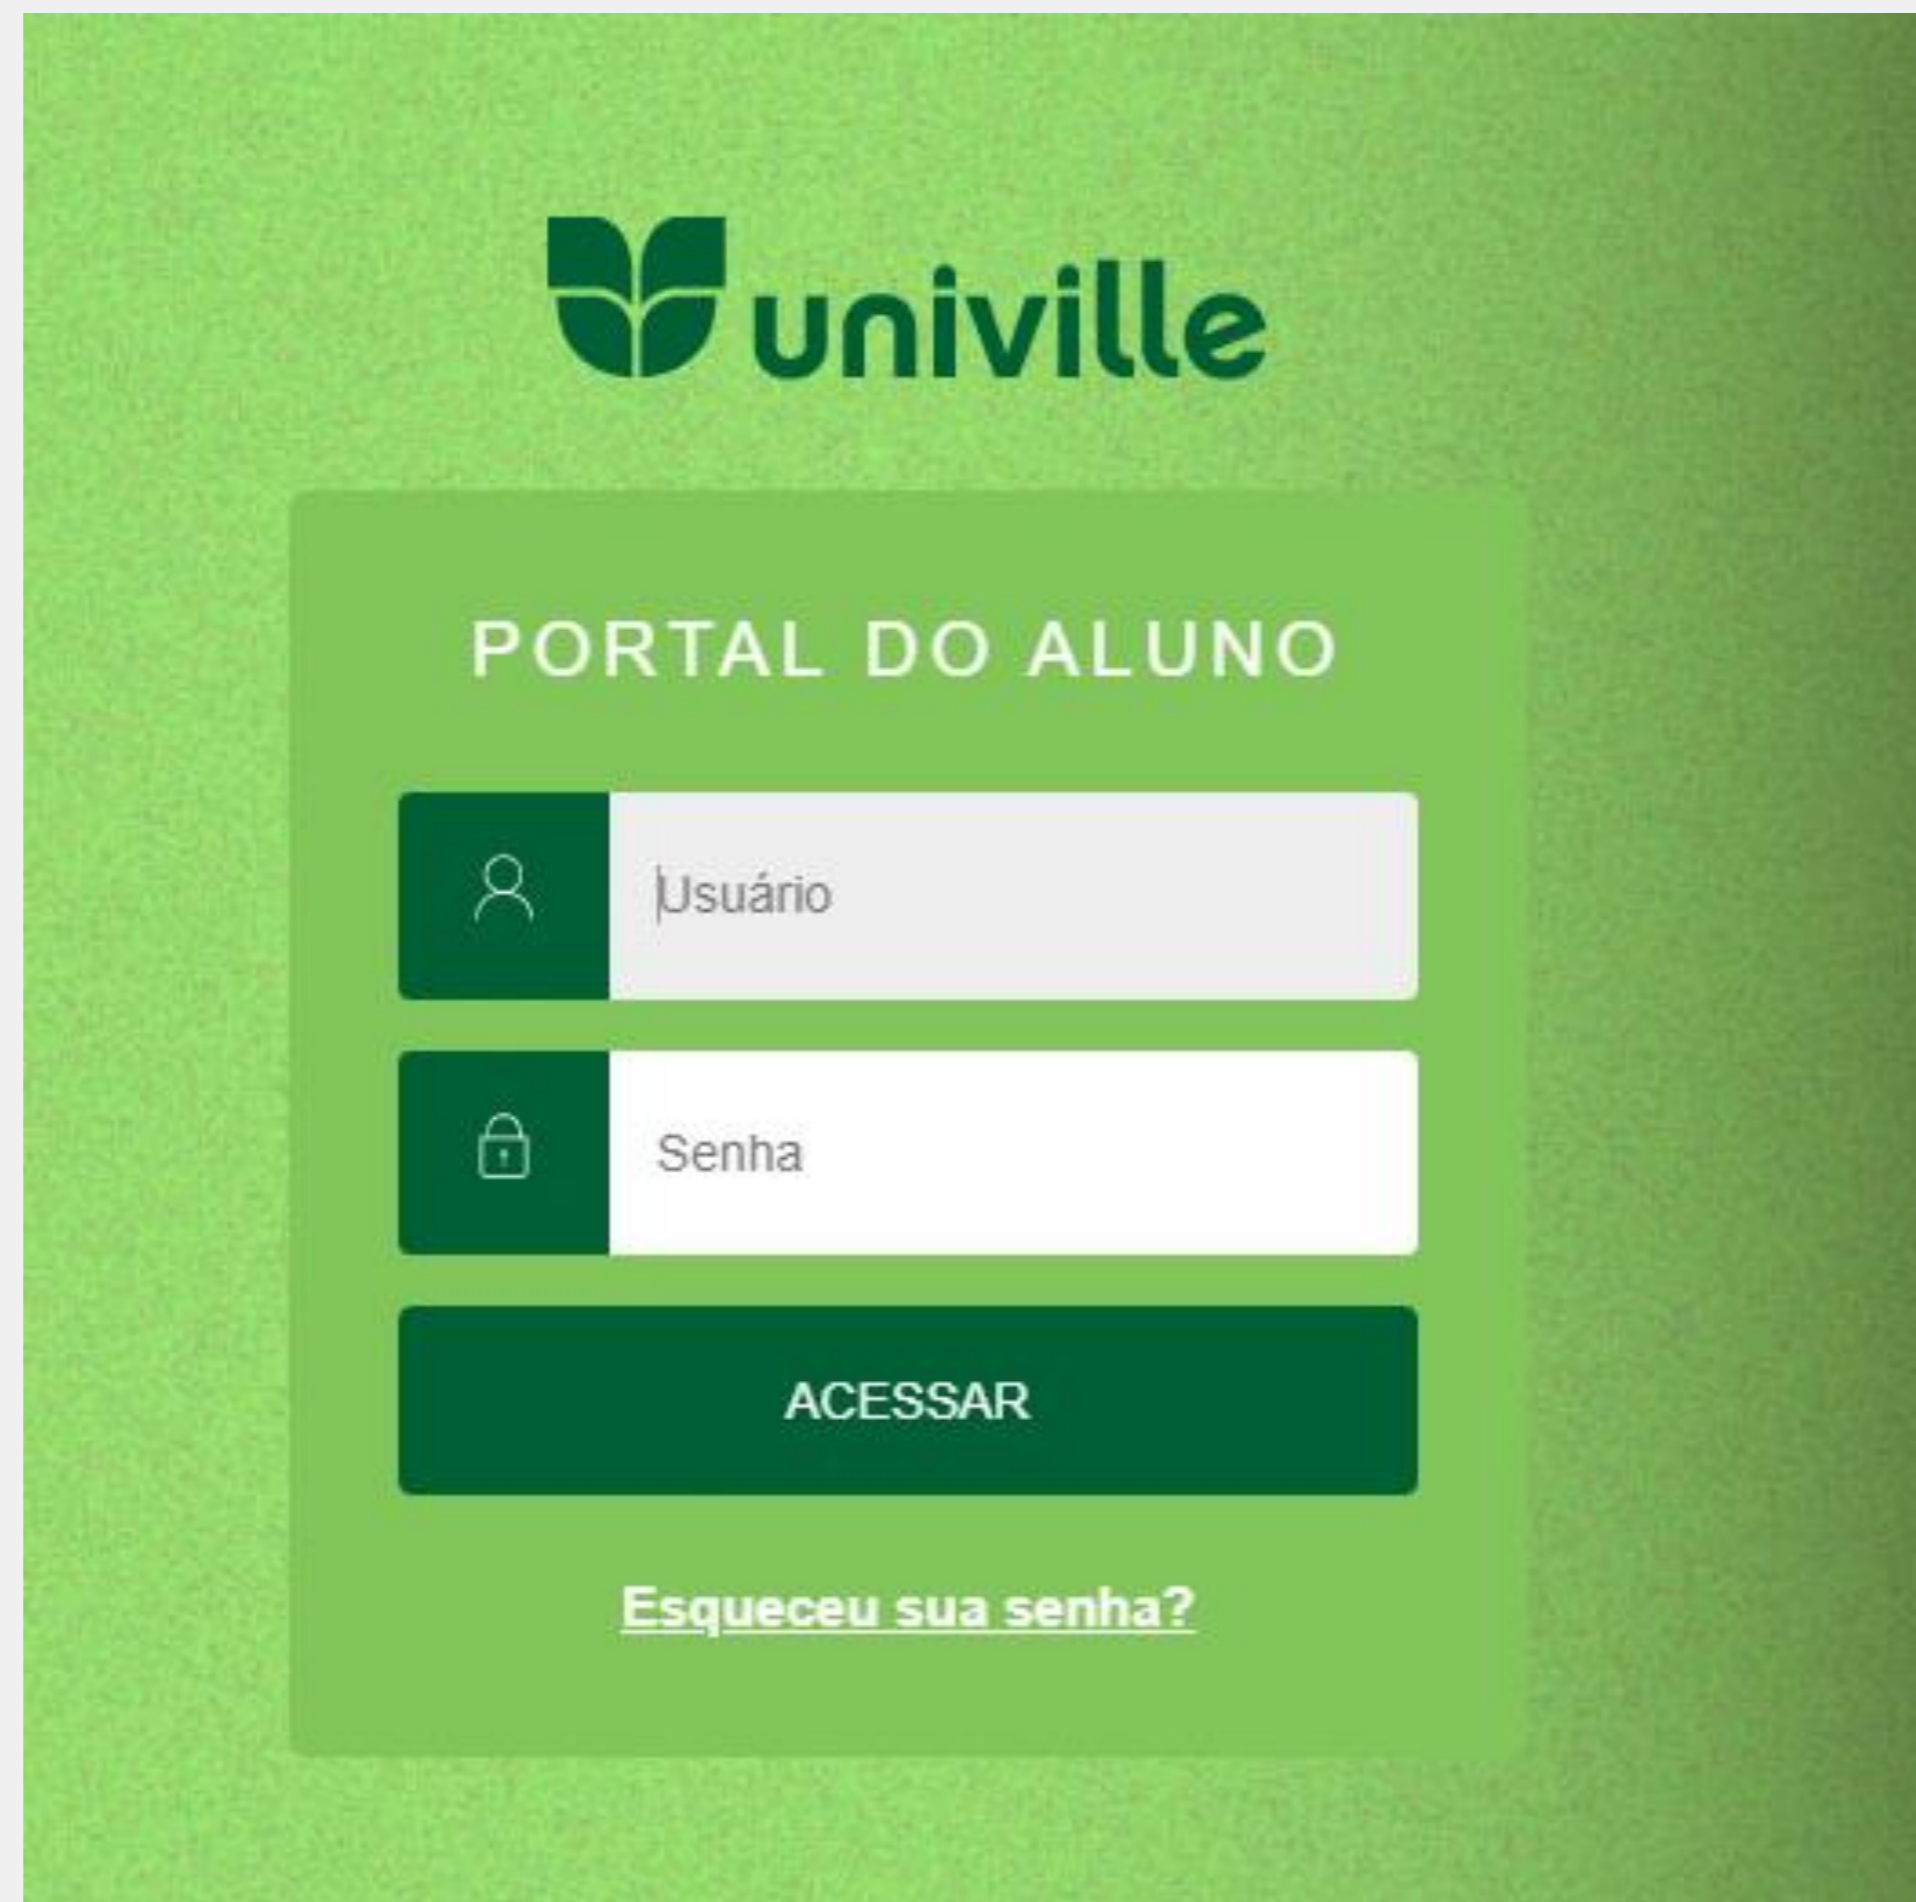 univille
PORTAL DO ALUNO
Usuário
Senha
ACESSAR
Esqueceu sua senha?